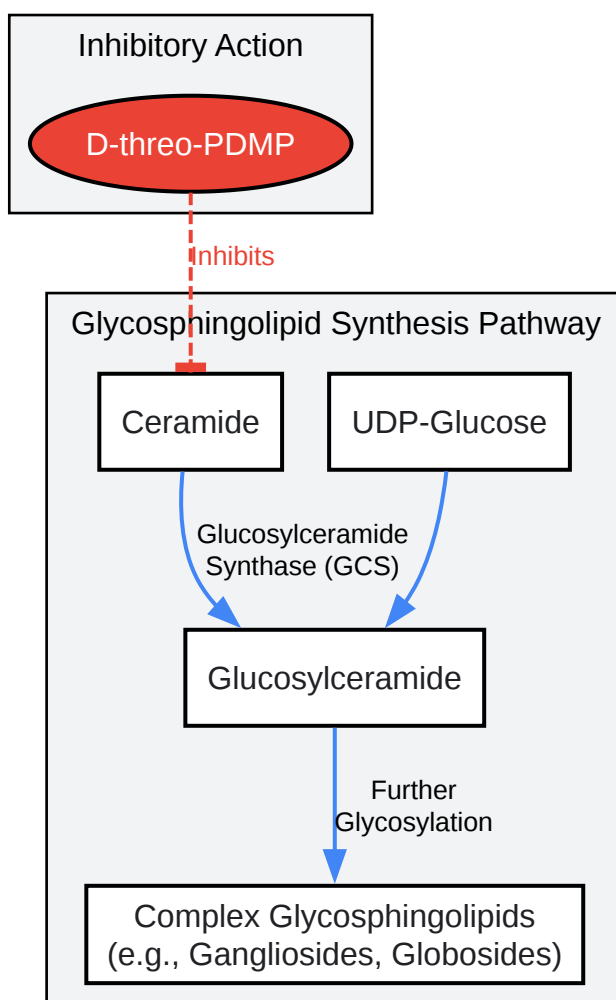 Inhibitory Action
D-threo-PDMP
Inhibits
Glycosphingolipid Synthesis Pathway
Ceramide
UDP-Glucose
Glucosylceramide
Synthase (GCS)
Glucosylceramide
Further
Glycosylation
Complex Glycosphingolipids
(e.g., Gangliosides, Globosides)